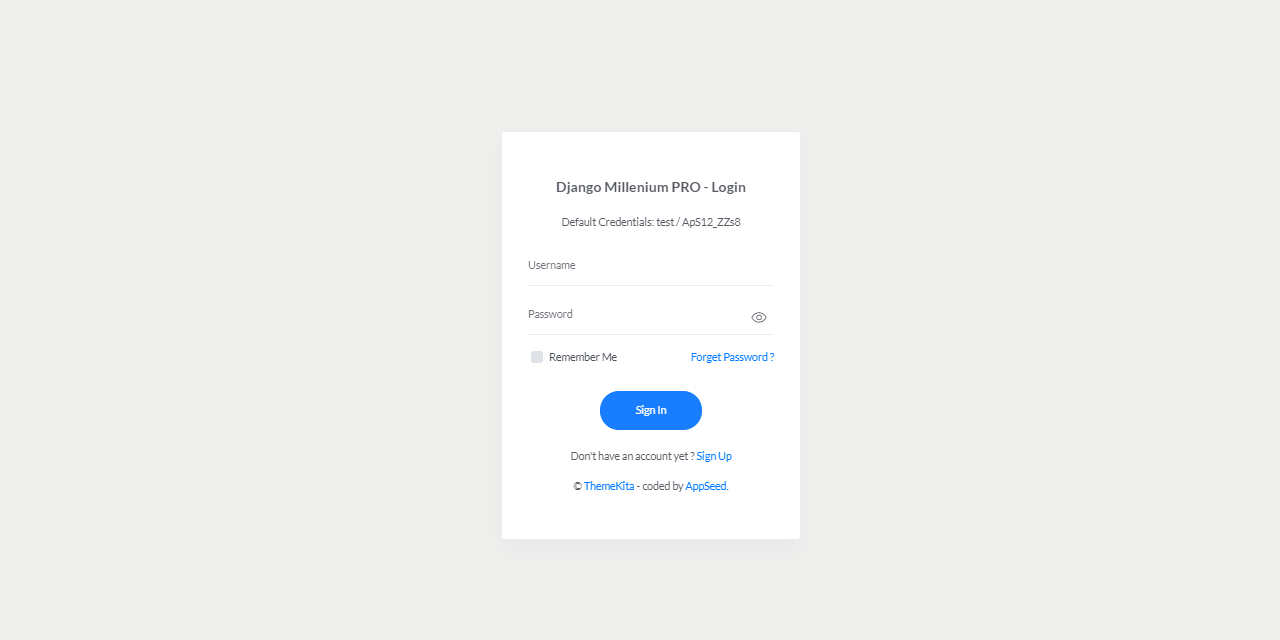 Django Millenium PRO - Login
Default Credentials: test / ApS12_ZZs8
Username
Password
Remember Me Forget Password ?
Sign In
Don't have an account yet ? Sign Up
© ThemeKita - coded by AppSeed.